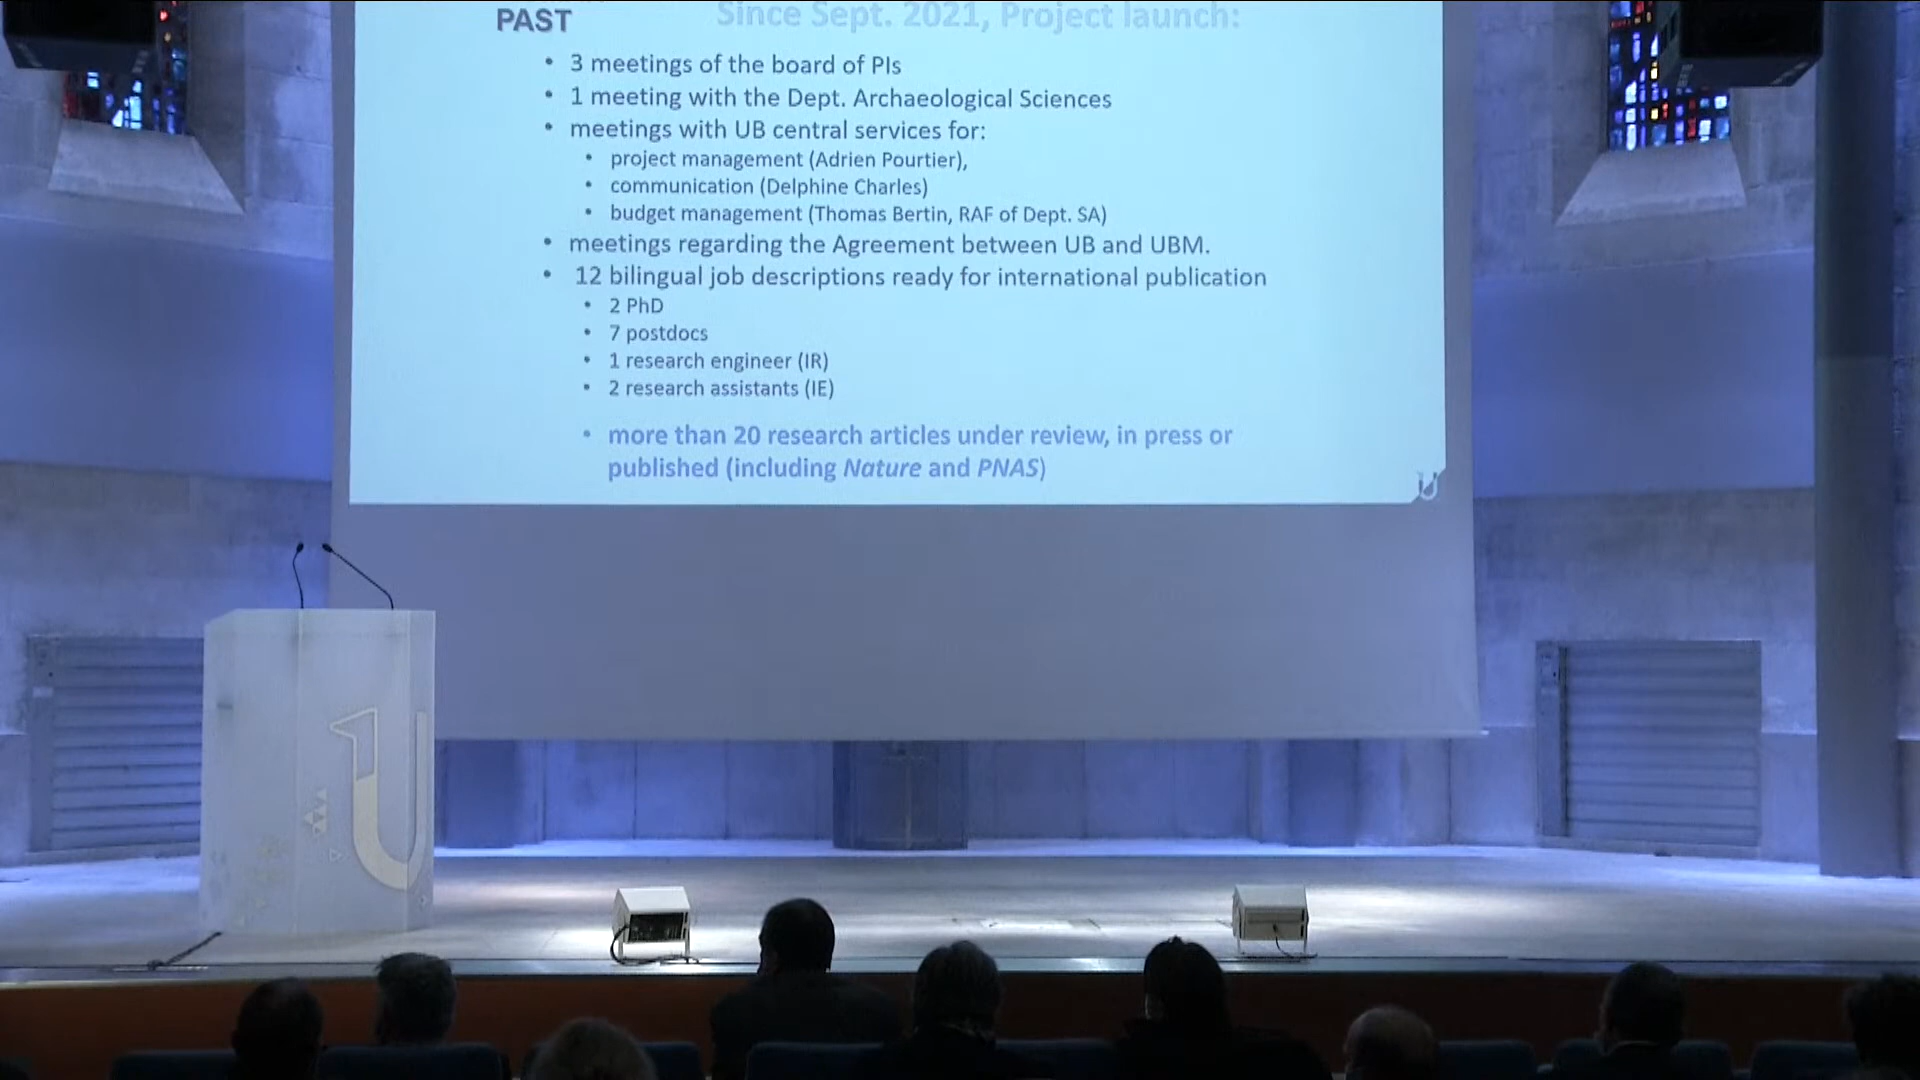 PAST
Since Sept. 2021, Project launch:
• 3 meetings of the board of PIs
• 1 meeting with the Dept. Archaeological Sciences
• meetings with UB central services for:
• project management (Adrien Pourtier),
• communication (Delphine Charles)
• budget management (Thomas Bertin, RAF of Dept. SA)
• meetings regarding the Agreement between UB and UBM.
• 12 bilingual job descriptions ready for international publication
• 2 PhD
• 7 postdocs
• 1 research engineer (IR)
• 2 research assistants (IE)
• more than 20 research articles under review, in press or
published (including Nature and PNAS)